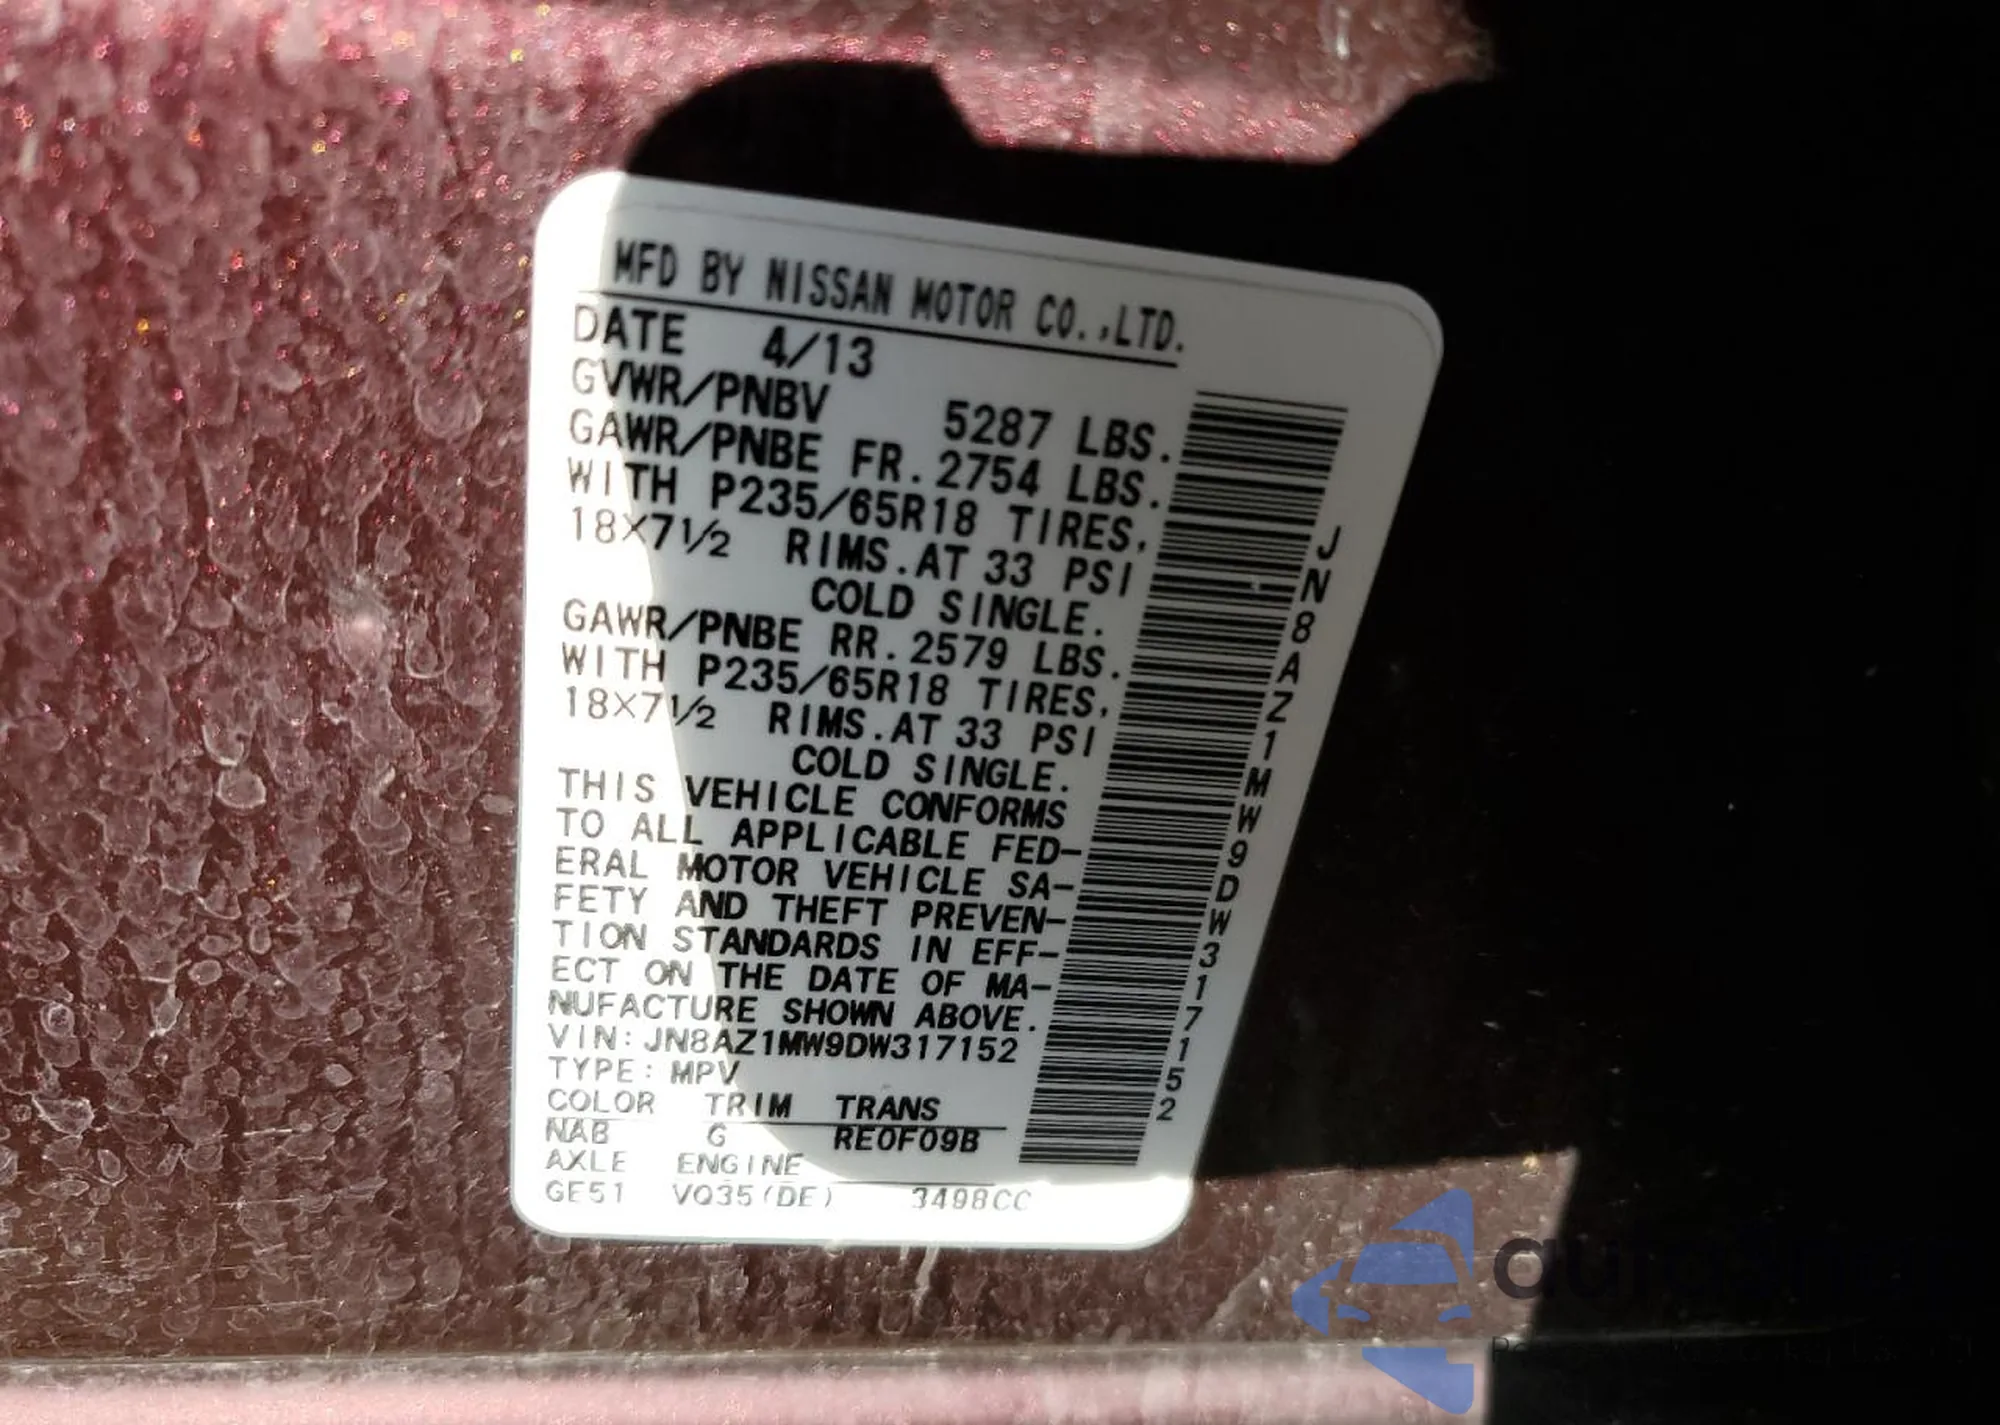 MFD BY NISSAN MOTOR CO.,LTD.
DATE 4/13
GVWR/PNBV 5287 LBS.
GAWR/PNBE FR. 2754 LBS.
WITH P235/65R18 TIRES,
18X7½ RIMS.AT 33 PSI
COLD SINGLE.
GAWR/PNBE RR. 2579 LBS.
WITH P235/65R18 TIRES,
18X7½ RIMS.AT 33 PSI
COLD SINGLE.
THIS VEHICLE CONFORMS
TO ALL APPLICABLE FED-
ERAL MOTOR VEHICLE SA-
FETY AND THEFT PREVEN-
TION STANDARDS IN EFF-
ECT ON THE DATE OF MA-
NUFACTURE SHOWN ABOVE.
VIN: JN8AZ1MW9DW317152
TYPE: MPV
COLOR TRIM TRANS
NAB G RE0F09B
AXLE ENGINE
GE51 VQ35(DE) 3498CC
JN8AZ1MW9DW317152